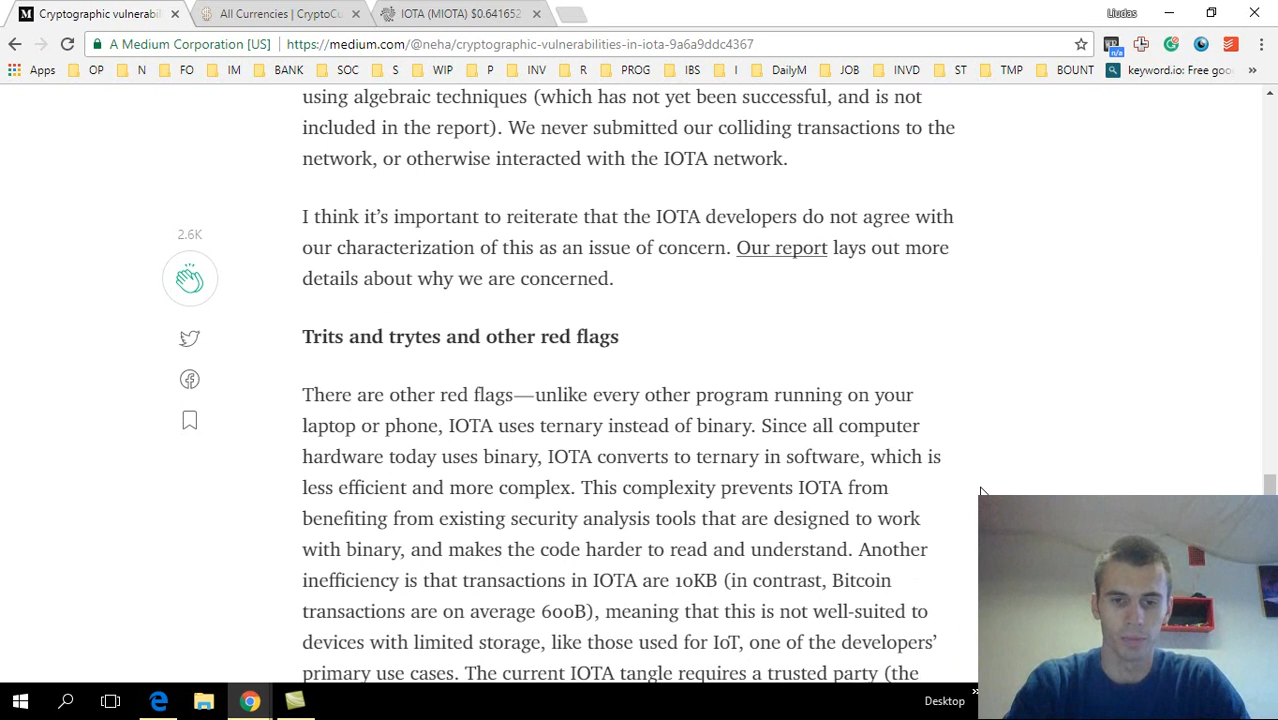 Cryptographic vulnerabil
All Currencies | CryptoCu
IOTA (MIOTA) $0.641652
Liudas
A Medium Corporation [US]
https://medium.com/@neha/cryptographic-vulnerabilities-in-iota-9a6a9ddc4367
n/a
Apps
OP
N
FO
IM
BANK
SOC
S
WIP
P
INV
R
PROG
IBS
I
DailyM
IOB
INVD
ST
TMP
BOUNT
keyword.io: Free goo
»
using algebraic techniques (which has not yet been successful, and is not
included in the report). We never submitted our colliding transactions to the
network, or otherwise interacted with the IOTA network.
I think it’s important to reiterate that the IOTA developers do not agree with
our characterization of this as an issue of concern. Our report lays out more
details about why we are concerned.
2.6K
Trits and trytes and other red flags
There are other red flags—unlike every other program running on your
laptop or phone, IOTA uses ternary instead of binary. Since all computer
hardware today uses binary, IOTA converts to ternary in software, which is
less efficient and more complex. This complexity prevents IOTA from
benefiting from existing security analysis tools that are designed to work
with binary, and makes the code harder to read and understand. Another
inefficiency is that transactions in IOTA are 10KB (in contrast, Bitcoin
transactions are on average 600B), meaning that this is not well-suited to
devices with limited storage, like those used for IoT, one of the developers’
primary use cases. The current IOTA tangle requires a trusted party (the
Desktop
»